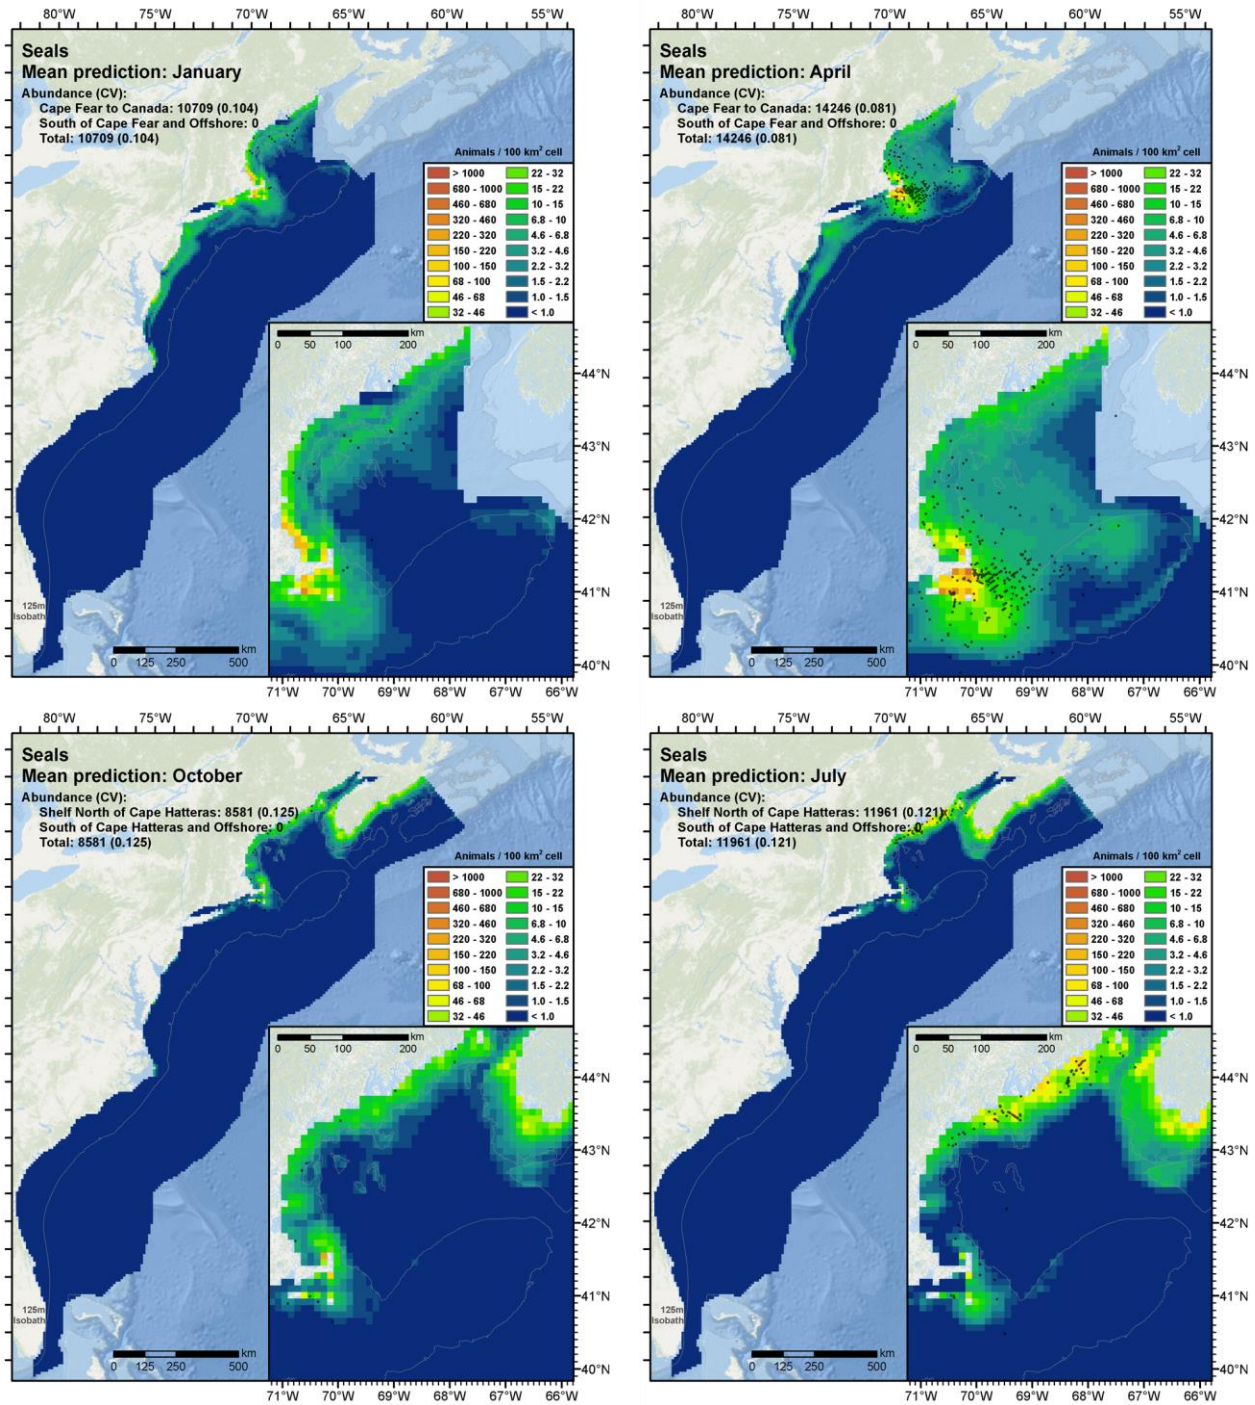 80°W 75°W 70°W 65°W 60°W 55°W
Seals
Mean prediction: January
Abundance (CV):
Cape Fear to Canada: 10709 (0.104)
South of Cape Fear and Offshore: 0
Total: 10709 (0.104)
Animals / 100 km² cell
> 1000 22 - 32
680 - 1000 15 - 22
460 - 680 10 - 15
320 - 460 6.8 - 10
220 - 320 4.6 - 6.8
150 - 220 3.2 - 4.6
100 - 150 2.2 - 3.2
68 - 100 1.5 - 2.2
46 - 68 1.0 - 1.5
32 - 46 < 1.0
km
0 50 100 200
44°N
43°N
42°N
41°N
40°N
125m
Isobath
km
0 125 250 500
71°W 70°W 69°W 68°W 67°W 66°W
80°W 75°W 70°W 65°W 60°W 55°W
Seals
Mean prediction: April
Abundance (CV):
Cape Fear to Canada: 14246 (0.081)
South of Cape Fear and Offshore: 0
Total: 14246 (0.081)
Animals / 100 km² cell
> 1000 22 - 32
680 - 1000 15 - 22
460 - 680 10 - 15
320 - 460 6.8 - 10
220 - 320 4.6 - 6.8
150 - 220 3.2 - 4.6
100 - 150 2.2 - 3.2
68 - 100 1.5 - 2.2
46 - 68 1.0 - 1.5
32 - 46 < 1.0
km
0 50 100 200
44°N
43°N
42°N
41°N
40°N
125m
Isobath
km
0 125 250 500
71°W 70°W 69°W 68°W 67°W 66°W
80°W 75°W 70°W 65°W 60°W 55°W
Seals
Mean prediction: October
Abundance (CV):
Shelf North of Cape Hatteras: 8581 (0.125)
South of Cape Hatteras and Offshore: 0
Total: 8581 (0.125)
Animals / 100 km² cell
> 1000 22 - 32
680 - 1000 15 - 22
460 - 680 10 - 15
320 - 460 6.8 - 10
220 - 320 4.6 - 6.8
150 - 220 3.2 - 4.6
100 - 150 2.2 - 3.2
68 - 100 1.5 - 2.2
46 - 68 1.0 - 1.5
32 - 46 < 1.0
km
0 50 100 200
44°N
43°N
42°N
41°N
40°N
125m
Isobath
km
0 125 250 500
71°W 70°W 69°W 68°W 67°W 66°W
80°W 75°W 70°W 65°W 60°W 55°W
Seals
Mean prediction: July
Abundance (CV):
Shelf North of Cape Hatteras: 11961 (0.121)
South of Cape Hatteras and Offshore: 0
Total: 11961 (0.121)
Animals / 100 km² cell
> 1000 22 - 32
680 - 1000 15 - 22
460 - 680 10 - 15
320 - 460 6.8 - 10
220 - 320 4.6 - 6.8
150 - 220 3.2 - 4.6
100 - 150 2.2 - 3.2
68 - 100 1.5 - 2.2
46 - 68 1.0 - 1.5
32 - 46 < 1.0
km
0 50 100 200
44°N
43°N
42°N
41°N
40°N
125m
Isobath
km
0 125 250 500
71°W 70°W 69°W 68°W 67°W 66°W